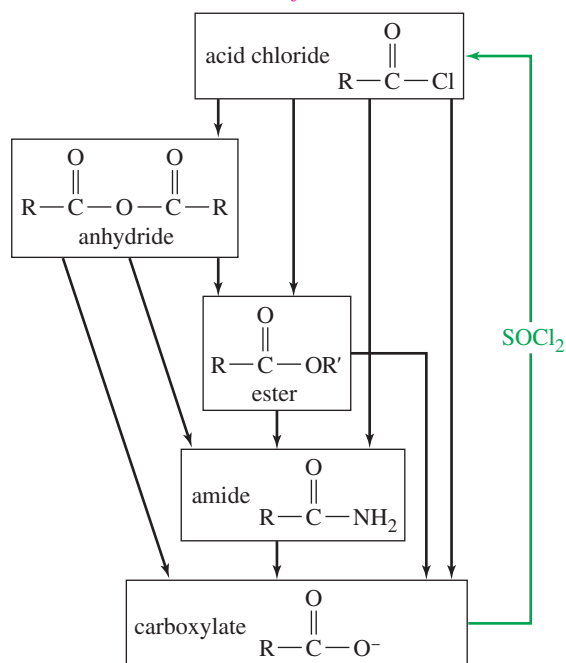 O
acid chloride
R—C—Cl
O O
R—C—O—C—R
anhydride
O
R—C—OR′
ester
SOCl₂
O
amide
R—C—NH₂
O
carboxylate
R—C—O⁻